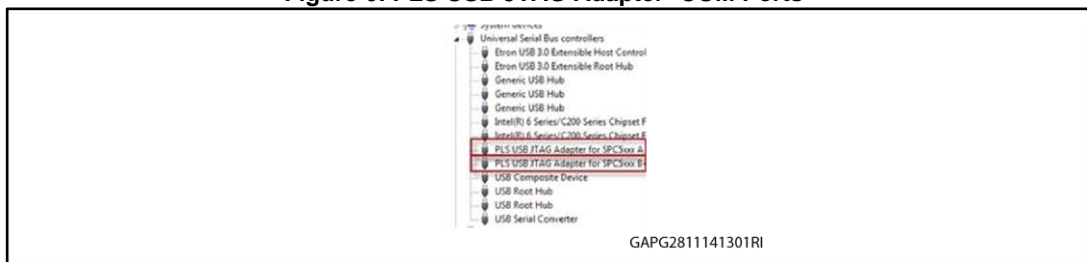 Figure 6. PLS USB JTAG Adapter COM Ports
System devices
Universal Serial Bus controllers
Etron USB 3.0 Extensible Host Control
Etron USB 3.0 Extensible Root Hub
Generic USB Hub
Generic USB Hub
Generic USB Hub
Intel(R) 6 Series/C200 Series Chipset F
Intel(R) 6 Series/C200 Series Chipset F
PLS USB JTAG Adapter for SPC5xxx A
PLS USB JTAG Adapter for SPC5xxx B
USB Composite Device
USB Root Hub
USB Root Hub
USB Serial Converter
GAPG2811141301RI